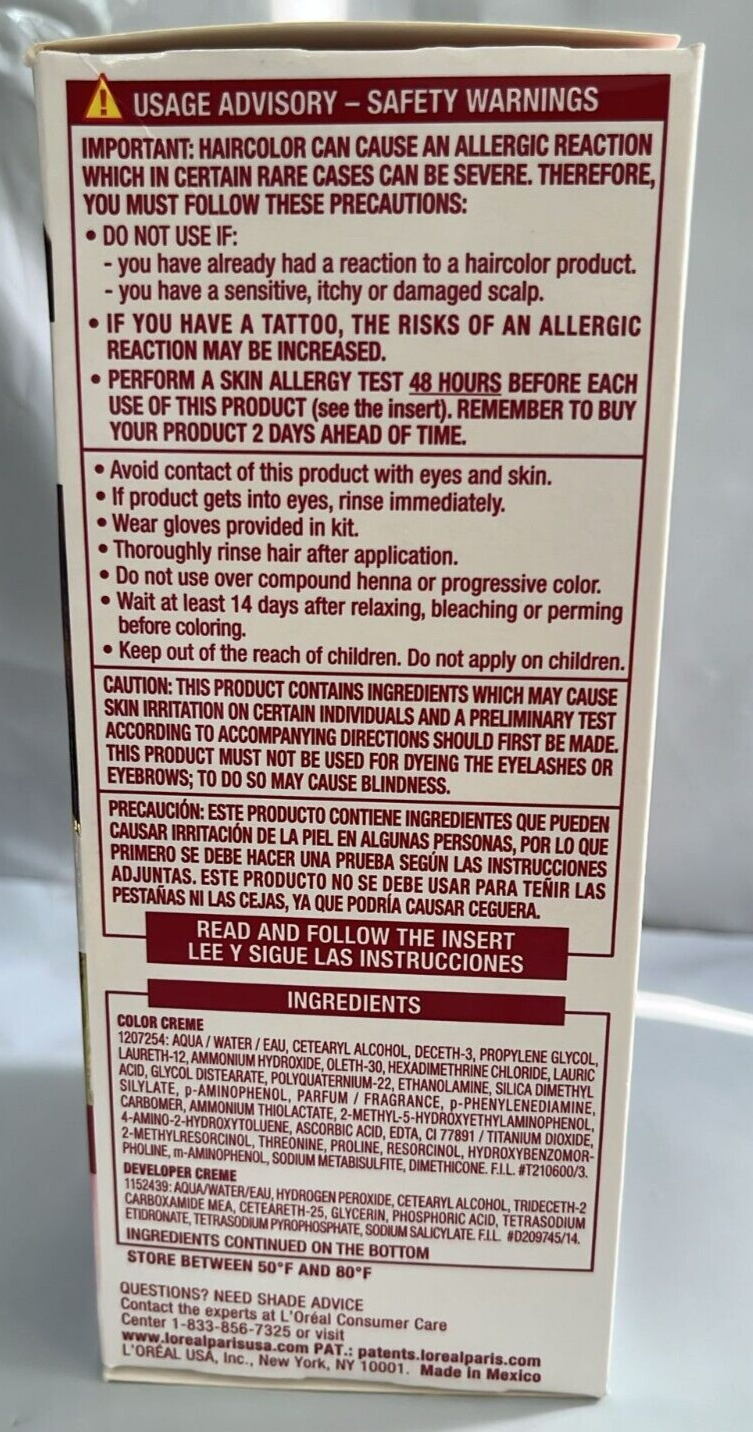 USAGE ADVISORY – SAFETY WARNINGS
IMPORTANT: HAIRCOLOR CAN CAUSE AN ALLERGIC REACTION
WHICH IN CERTAIN RARE CASES CAN BE SEVERE. THEREFORE,
YOU MUST FOLLOW THESE PRECAUTIONS:
• DO NOT USE IF:
- you have already had a reaction to a haircolor product.
- you have a sensitive, itchy or damaged scalp.
• IF YOU HAVE A TATTOO, THE RISKS OF AN ALLERGIC
REACTION MAY BE INCREASED.
• PERFORM A SKIN ALLERGY TEST 48 HOURS BEFORE EACH
USE OF THIS PRODUCT (see the insert). REMEMBER TO BUY
YOUR PRODUCT 2 DAYS AHEAD OF TIME.
• Avoid contact of this product with eyes and skin.
• If product gets into eyes, rinse immediately.
• Wear gloves provided in kit.
• Thoroughly rinse hair after application.
• Do not use over compound henna or progressive color.
• Wait at least 14 days after relaxing, bleaching or perming
before coloring.
• Keep out of the reach of children. Do not apply on children.
CAUTION: THIS PRODUCT CONTAINS INGREDIENTS WHICH MAY CAUSE
SKIN IRRITATION ON CERTAIN INDIVIDUALS AND A PRELIMINARY TEST
ACCORDING TO ACCOMPANYING DIRECTIONS SHOULD FIRST BE MADE.
THIS PRODUCT MUST NOT BE USED FOR DYEING THE EYELASHES OR
EYEBROWS; TO DO SO MAY CAUSE BLINDNESS.
PRECAUCIÓN: ESTE PRODUCTO CONTIENE INGREDIENTES QUE PUEDEN
CAUSAR IRRITACIÓN DE LA PIEL EN ALGUNAS PERSONAS, POR LO QUE
PRIMERO SE DEBE HACER UNA PRUEBA SEGÚN LAS INSTRUCCIONES
ADJUNTAS. ESTE PRODUCTO NO SE DEBE USAR PARA TEÑIR LAS
PESTAÑAS NI LAS CEJAS, YA QUE PODRÍA CAUSAR CEGUERA.
READ AND FOLLOW THE INSERT
LEE Y SIGUE LAS INSTRUCCIONES
INGREDIENTS
COLOR CREME
1207254: AQUA / WATER / EAU, CETEARYL ALCOHOL, DECETH-3, PROPYLENE GLYCOL,
LAURETH-12, AMMONIUM HYDROXIDE, OLETH-30, HEXADIMETHRINE CHLORIDE, LAURIC
ACID, GLYCOL DISTEARATE, POLYQUATERNIUM-22, ETHANOLAMINE, SILICA DIMETHYL
SILYLATE, p-AMINOPHENOL, PARFUM / FRAGRANCE, p-PHENYLENEDIAMINE,
CARBOMER, AMMONIUM THIOLACTATE, 2-METHYL-5-HYDROXYETHYLAMINOPHENOL,
4-AMINO-2-HYDROXYTOLUENE, ASCORBIC ACID, EDTA, CI 77891 / TITANIUM DIOXIDE,
2-METHYLRESORCINOL, THREONINE, PROLINE, RESORCINOL, HYDROXYBENZOMOR-
PHOLINE, m-AMINOPHENOL, SODIUM METABISULFITE, DIMETHICONE. F.I.L. #T210600/3.
DEVELOPER CREME
1152439: AQUA/WATER/EAU, HYDROGEN PEROXIDE, CETEARYL ALCOHOL, TRIDECETH-2
CARBOXAMIDE MEA, CETEARETH-25, GLYCERIN, PHOSPHORIC ACID, TETRASODIUM
ETIDRONATE, TETRASODIUM PYROPHOSPHATE, SODIUM SALICYLATE. F.I.L. #D209745/14.
INGREDIENTS CONTINUED ON THE BOTTOM
STORE BETWEEN 50°F AND 80°F
QUESTIONS? NEED SHADE ADVICE
Contact the experts at L'Oréal Consumer Care
Center 1-833-856-7325 or visit
www.lorealparisusa.com PAT.: patents.lorealparis.com
L'ORÉAL USA, Inc., New York, NY 10001. Made in Mexico